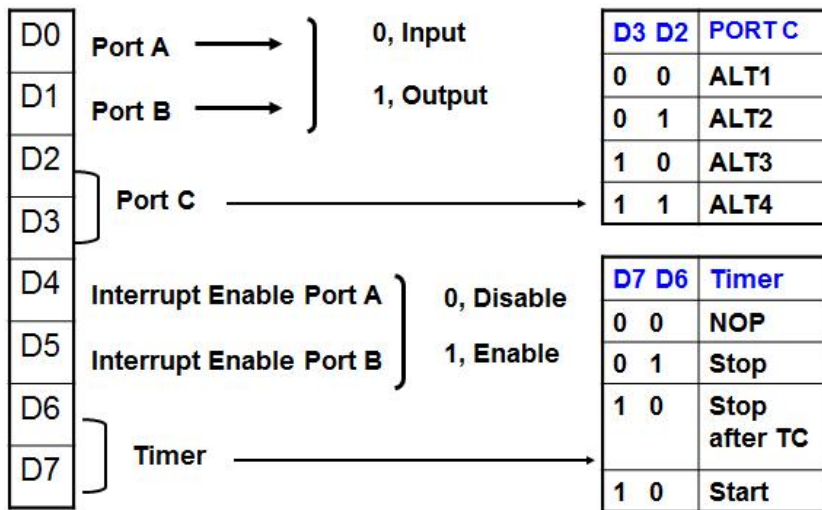 D0
D1
D2
D3
D4
D5
D6
D7
Port A
Port B
0, Input
1, Output
Port C
Interrupt Enable Port A
Interrupt Enable Port B
0, Disable
1, Enable
Timer
D3 D2 PORT C
0 0 ALT1
0 1 ALT2
1 0 ALT3
1 1 ALT4
D7 D6 Timer
0 0 NOP
0 1 Stop
1 0 Stop
after TC
1 0 Start